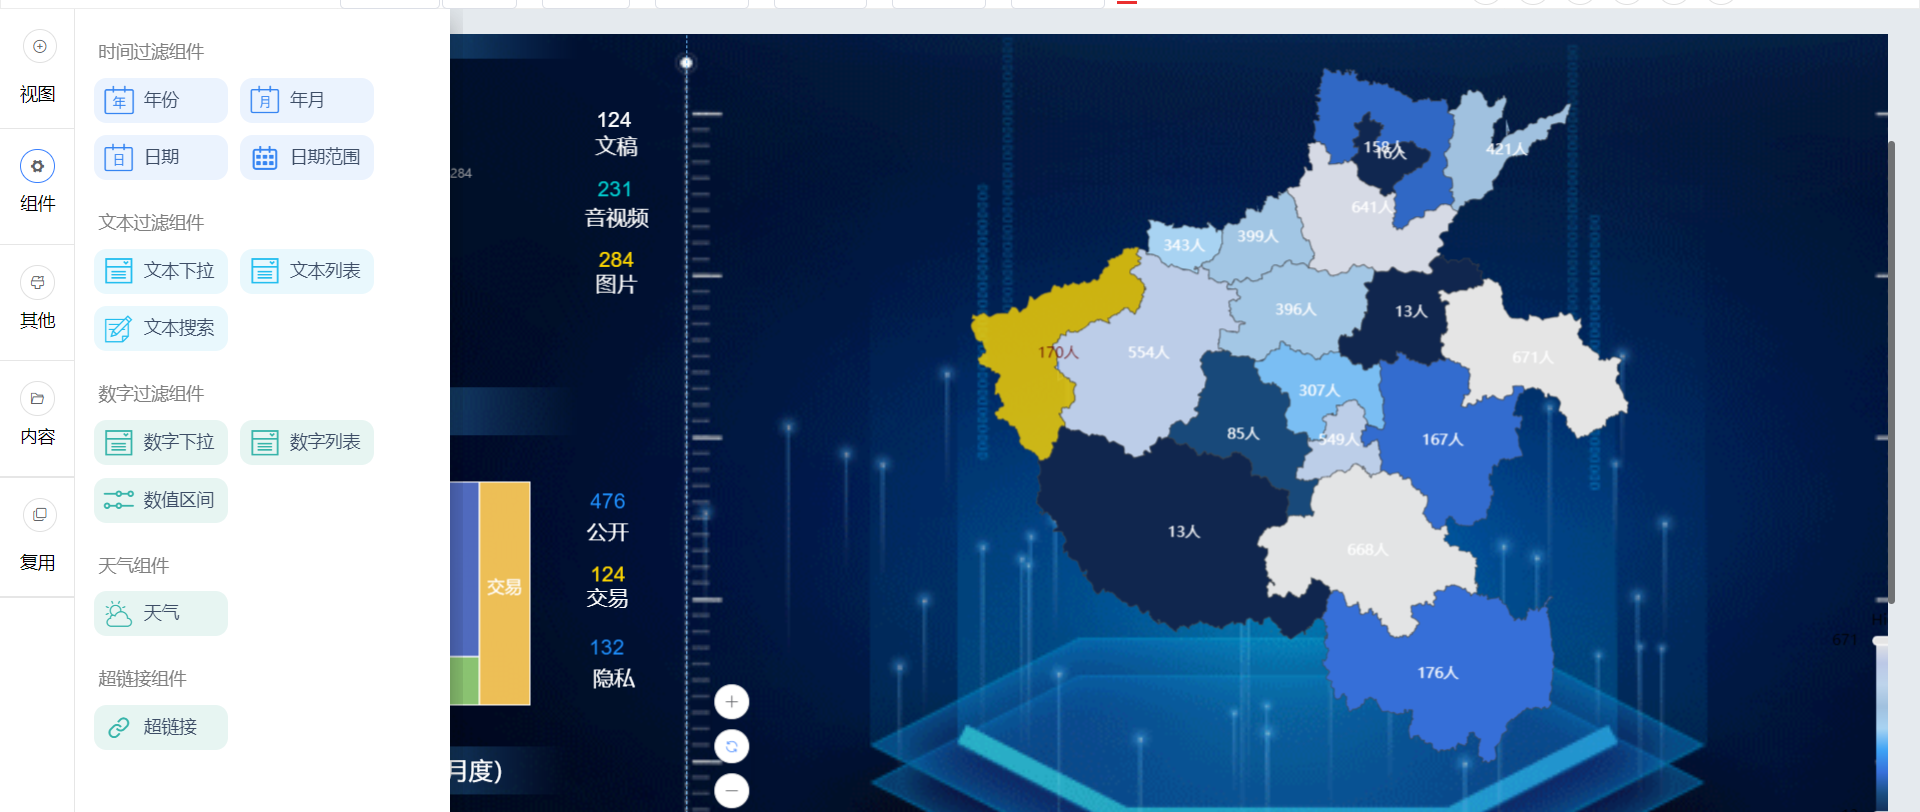 视图
组件
其他
内容
复用
时间过滤组件
年 年份
月 年月
日 日期
日期范围
文本过滤组件
文本下拉
文本列表
文本搜索
数字过滤组件
数字下拉
数字列表
数值区间
天气组件
天气
超链接组件
超链接
284
124
文稿
231
音视频
284
图片
交易
476
公开
124
交易
132
隐私
月度)
158人
16人
421人
641人
399人
343人
396人
13人
671人
170人
554人
307人
549人
167人
85人
13人
668人
176人
671